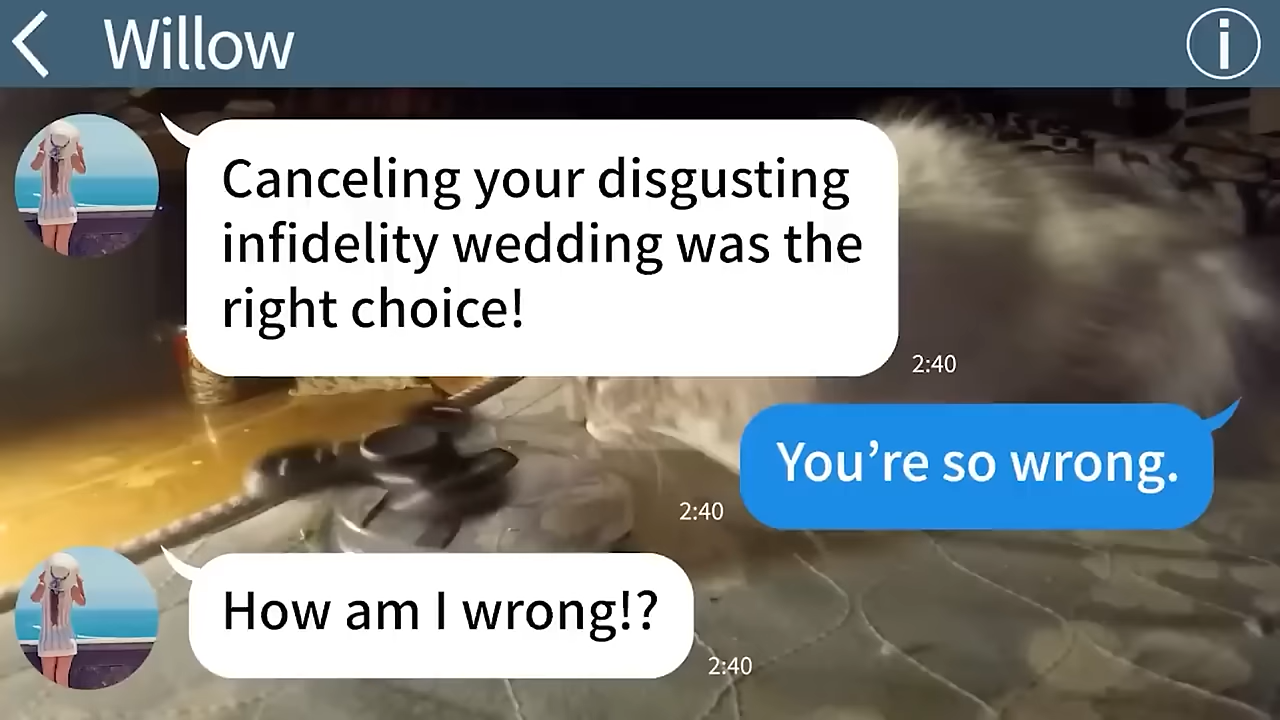 Willow
Canceling your disgusting
infidelity wedding was the
right choice!
2:40
You’re so wrong.
2:40
How am I wrong!?
2:40